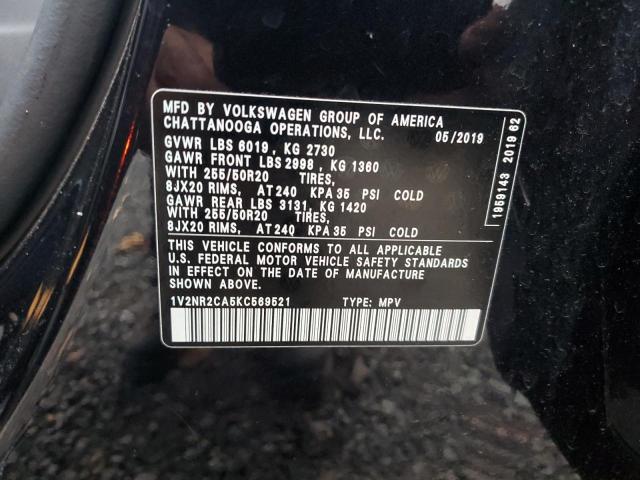 MFD BY VOLKSWAGEN GROUP OF AMERICA
CHATTANOOGA OPERATIONS, LLC. 05/2019
GVWR LBS 6019 , KG 2730
GAWR FRONT LBS 2998 , KG 1360
WITH 255/50R20 TIRES,
8JX20 RIMS, AT 240 KPA 35 PSI COLD
GAWR REAR LBS 3131, KG 1420
WITH 255/50R20 TIRES,
8JX20 RIMS, AT 240 KPA 35 PSI COLD
THIS VEHICLE CONFORMS TO ALL APPLICABLE
U.S. FEDERAL MOTOR VEHICLE SAFETY STANDARDS
IN EFFECT ON THE DATE OF MANUFACTURE
SHOWN ABOVE.
1V2NR2CA5KC569521 TYPE: MPV
1959143 2019 62